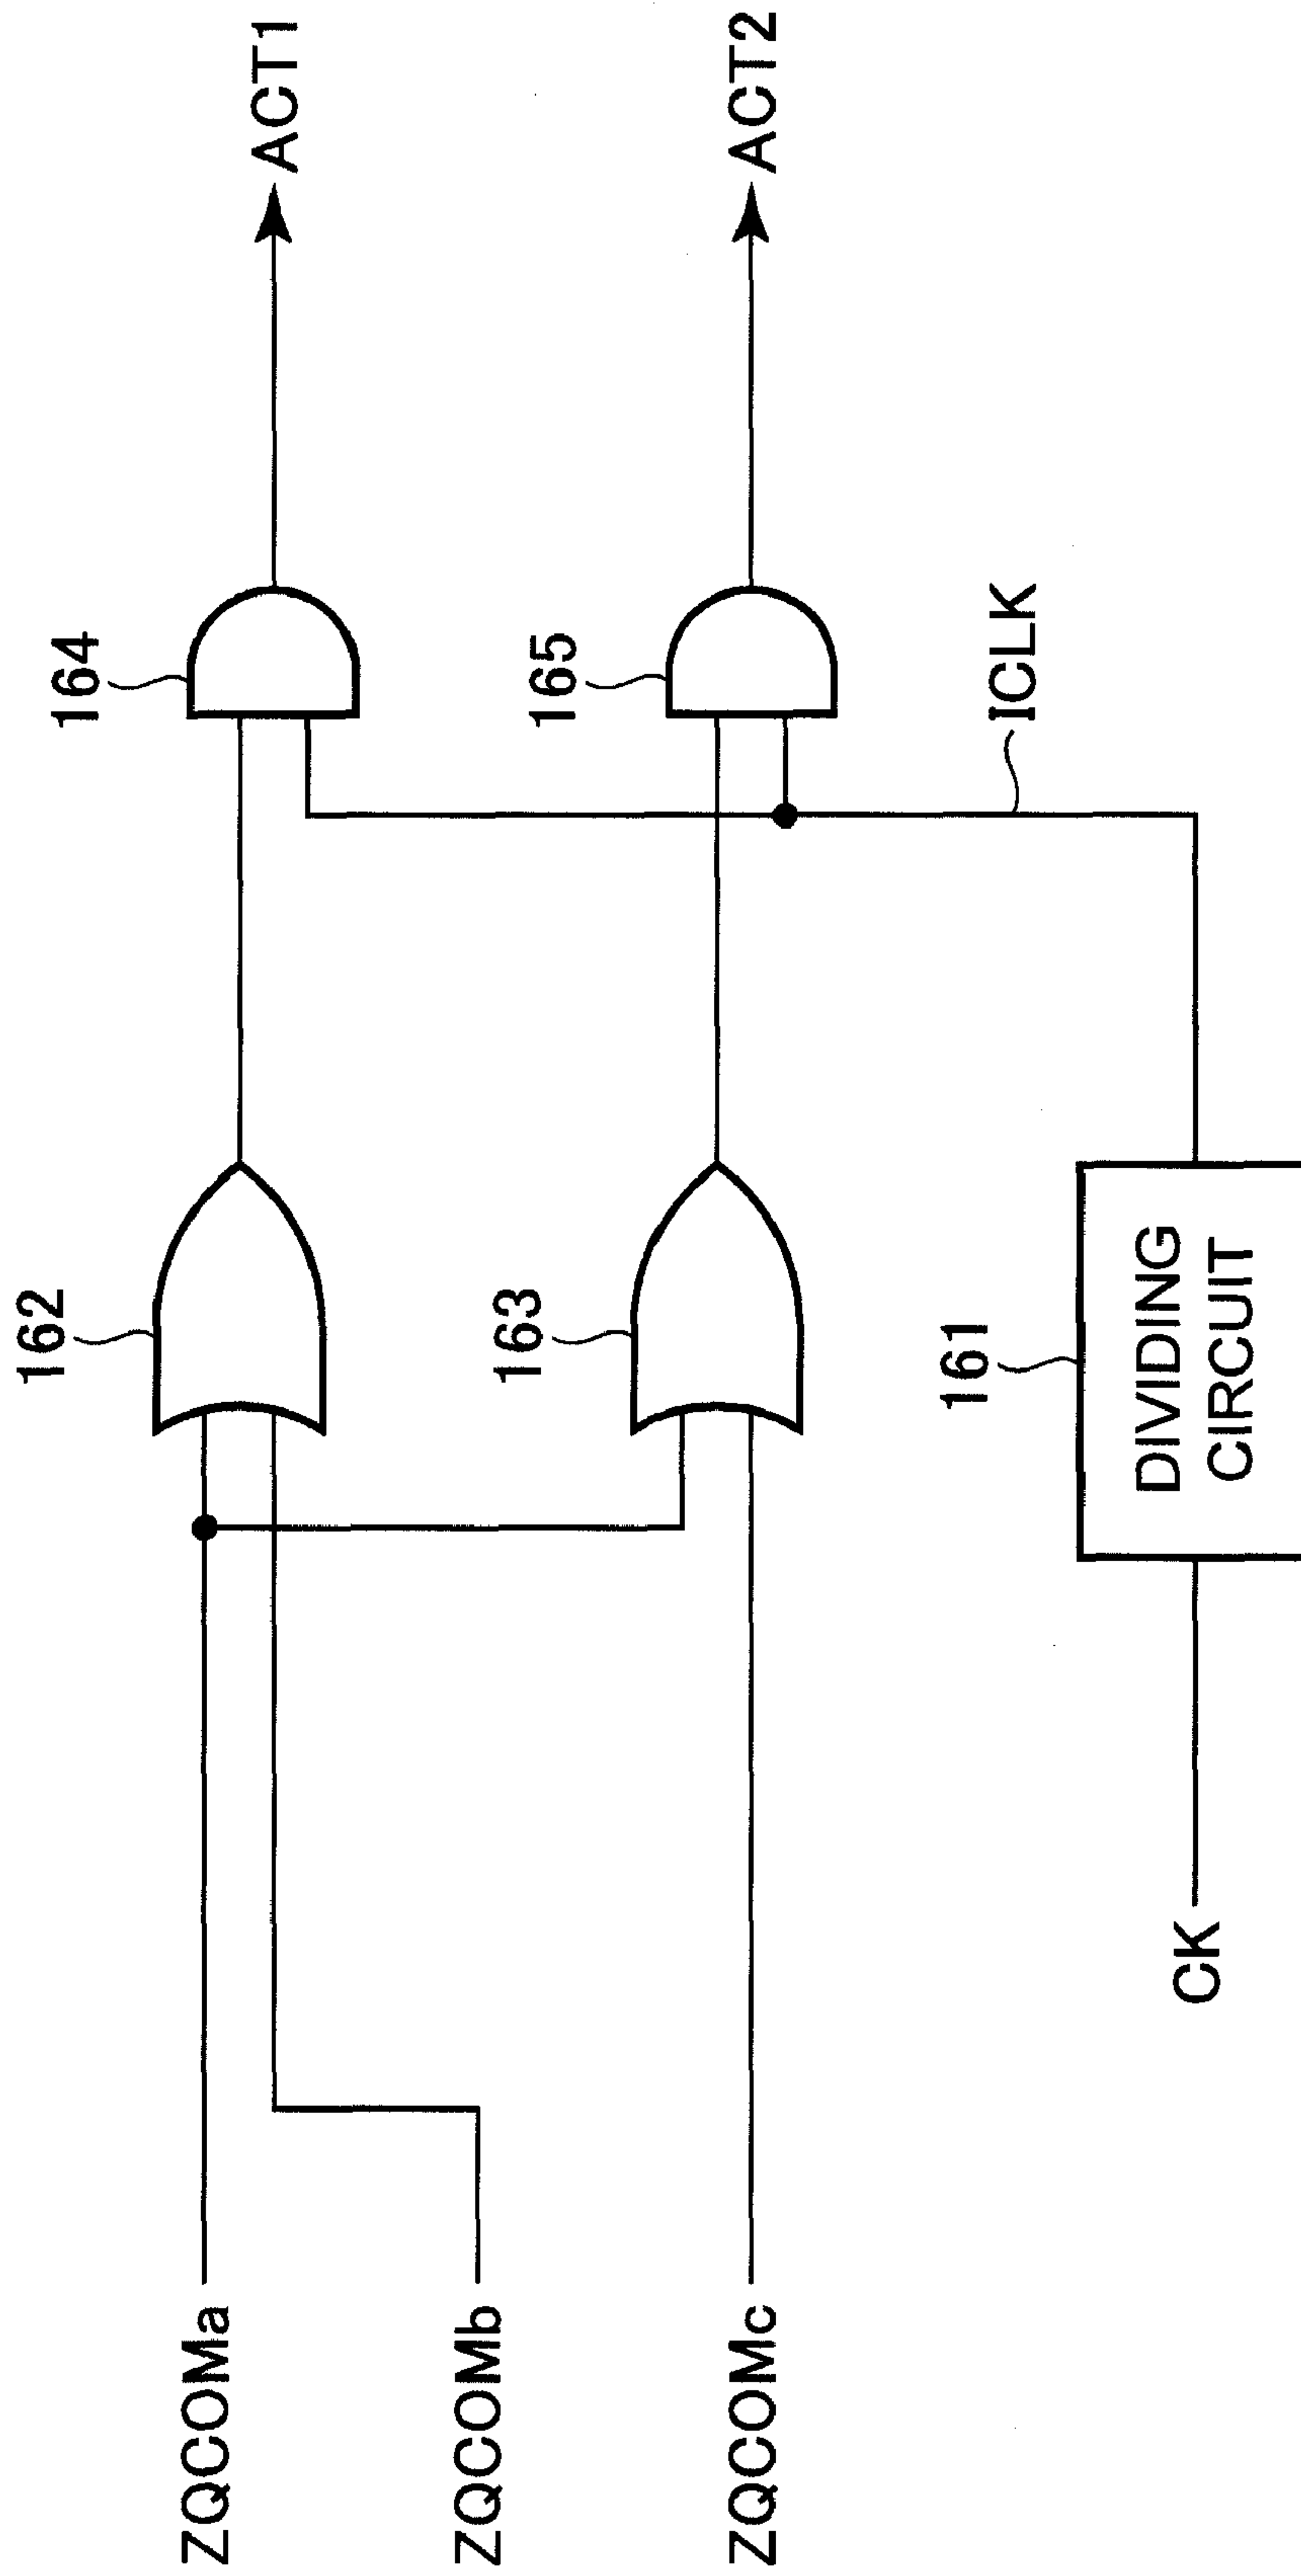 ZQCOMa
162
164
ACT1
ZQCOMb
ZQCOMc
163
165
ACT2
161
ICLK
CK
DIVIDING
CIRCUIT